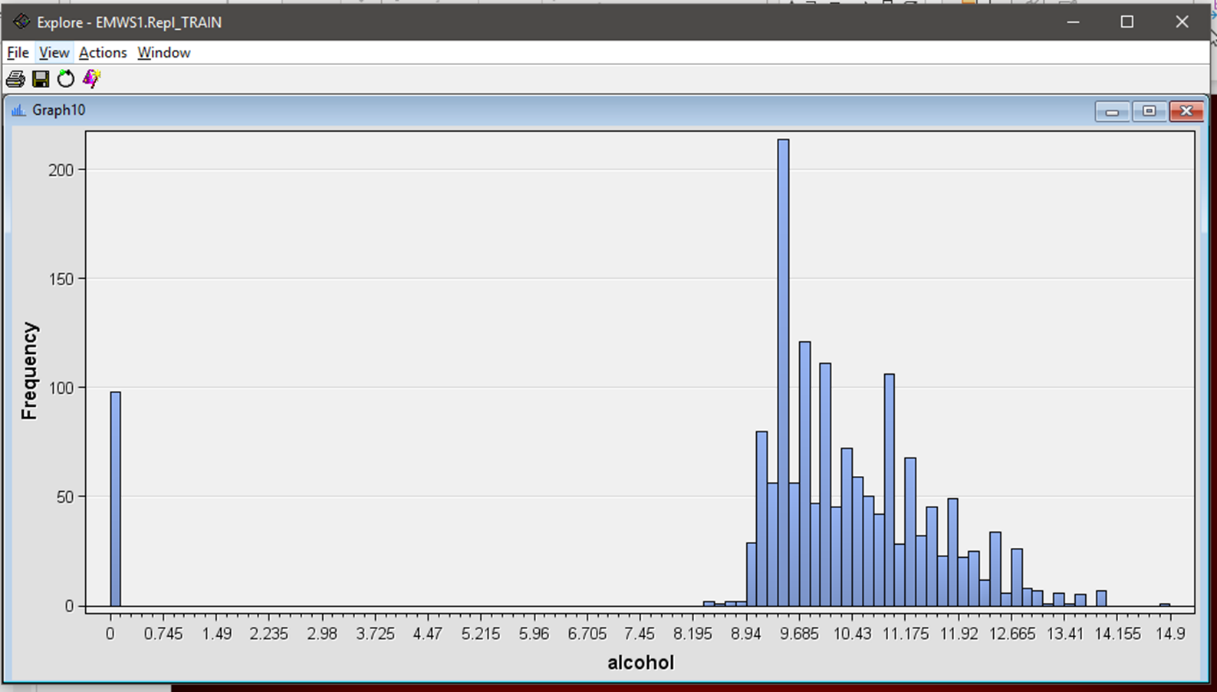 Explore - EMWS1.Repl_TRAIN
File View Actions Window
Graph10
200
150
100
50
0
Frequency
0 0.745 1.49 2.235 2.98 3.725 4.47 5.215 5.96 6.705 7.45 8.195 8.94 9.685 10.43 11.175 11.92 12.665 13.41 14.155 14.9
alcohol